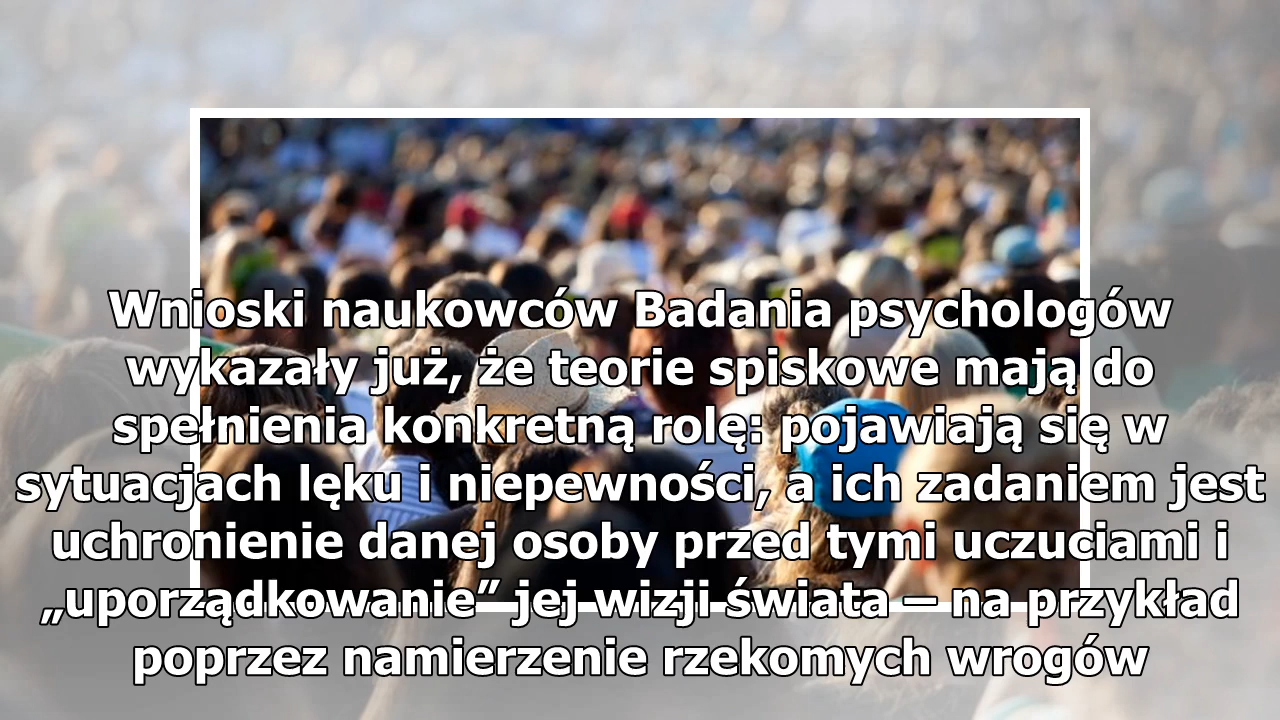 Wnioski naukowców Badania psychologów
wykazały już, że teorie spiskowe mają do
spełnienia konkretną rolę: pojawiają się w
sytuacjach lęku i niepewności, a ich zadaniem jest
uchronienie danej osoby przed tymi uczuciami i
„uporządkowanie” jej wizji świata – na przykład
poprzez namierzenie rzekomych wrogów